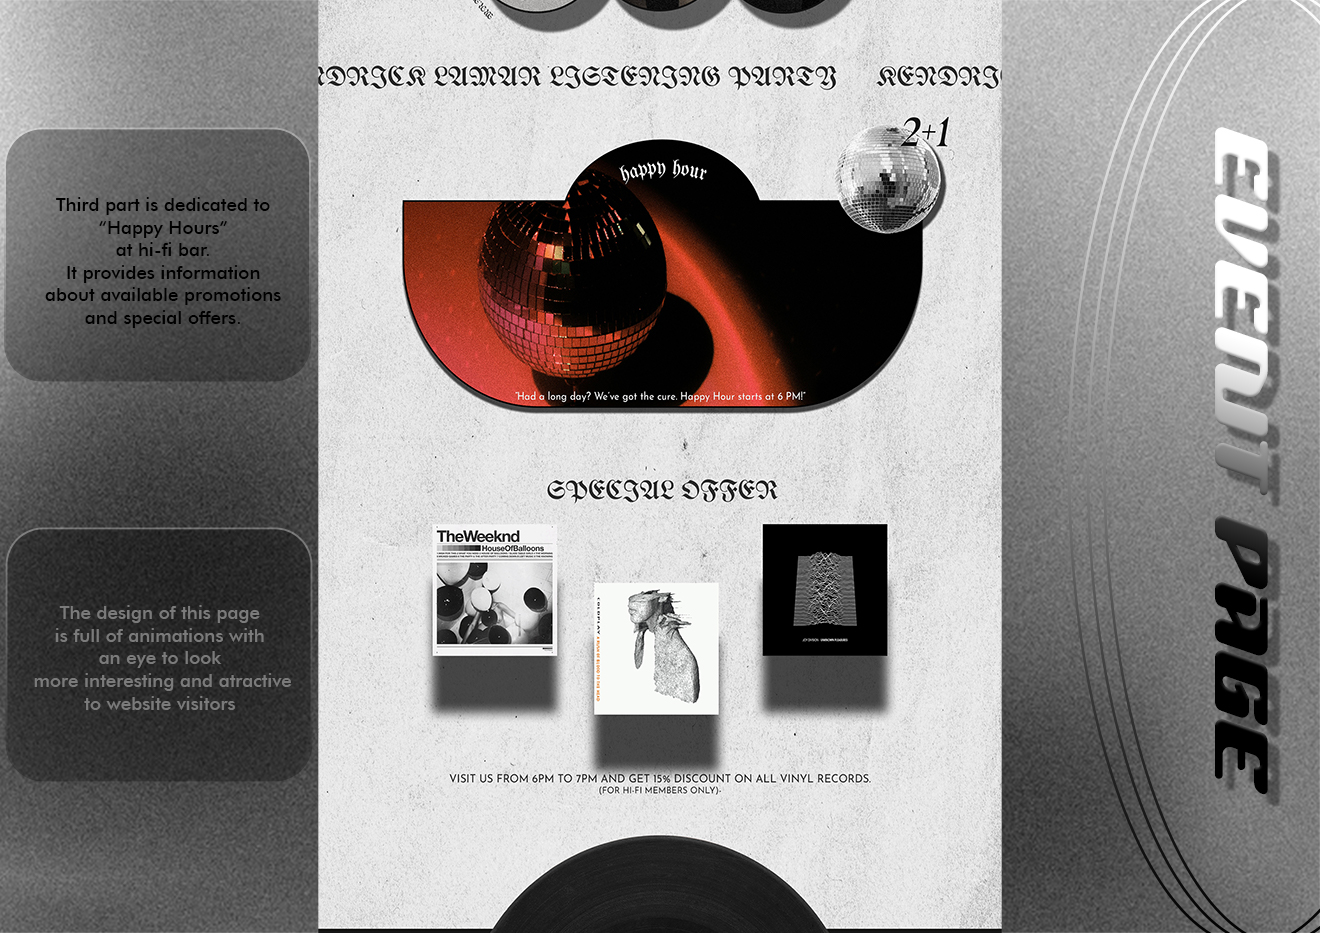 NDRICK LAMAR LISTENING PARTY KENDRI
2+1
happy hour
Third part is dedicated to
“Happy Hours”
at hi-fi bar.
It provides information
about available promotions
and special offers.
"Had a long day? We've got the cure. Happy Hour starts at 6 PM!"
SPECIAL OFFER
TheWeeknd
HouseOfBalloons
COLDPLAY A RUSH OF BLOOD TO THE HEAD
JOY DIVISION - UNKNOWN PLEASURES
The design of this page
is full of animations with
an eye to look
more interesting and atractive
to website visitors
VISIT US FROM 6PM TO 7PM AND GET 15% DISCOUNT ON ALL VINYL RECORDS.
(FOR HI-FI MEMBERS ONLY)-
EVENT PAGE